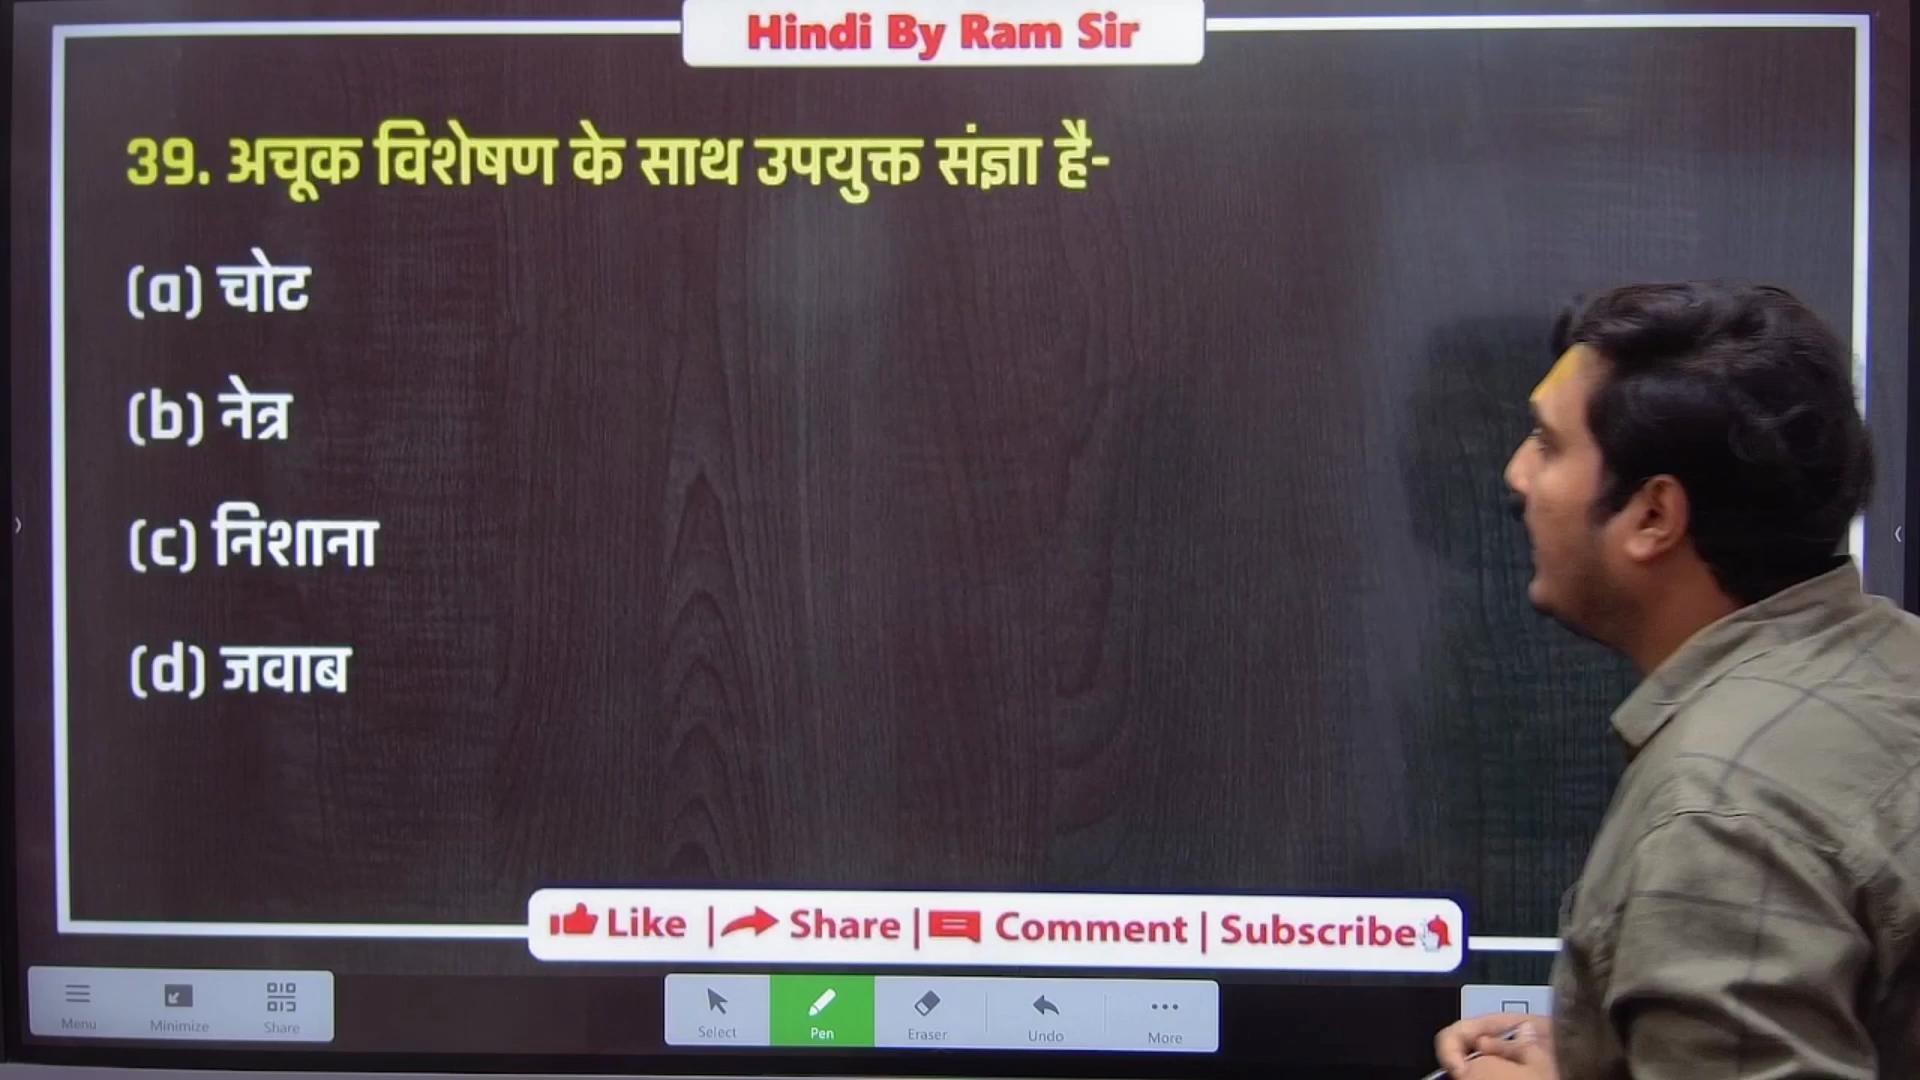 Hindi By Ram Sir
39. अचूक विशेषण के साथ उपयुक्त संज्ञा है-
(a) चोट
(b) नेत्र
(c) निशाना
(d) जवाब
Like | Share | Comment | Subscribe
Menu Minimize Share Select Pen Eraser Undo More